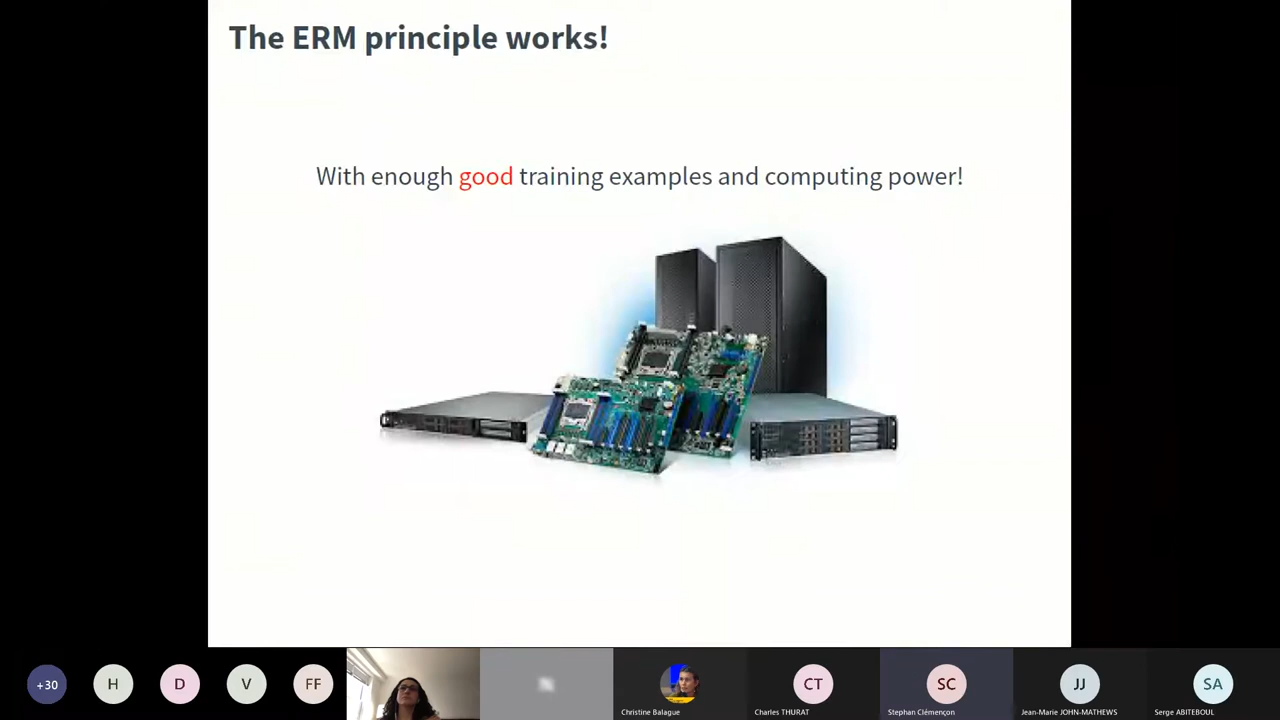 The ERM principle works!
With enough good training examples and computing power!
+30
H
D
V
FF
CT
SC
JJ
SA
Christine Balague
Charles THURAT
Stephan Clémençon
Jean-Marie JOHN-MATHEWS
Serge ABITEBOUL